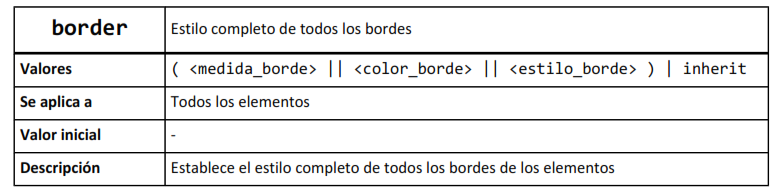 border Estilo completo de todos los bordes
Valores ( <medida_borde> || <color_borde> || <estilo_borde> ) | inherit
Se aplica a Todos los elementos
Valor inicial -
Descripción Establece el estilo completo de todos los bordes de los elementos